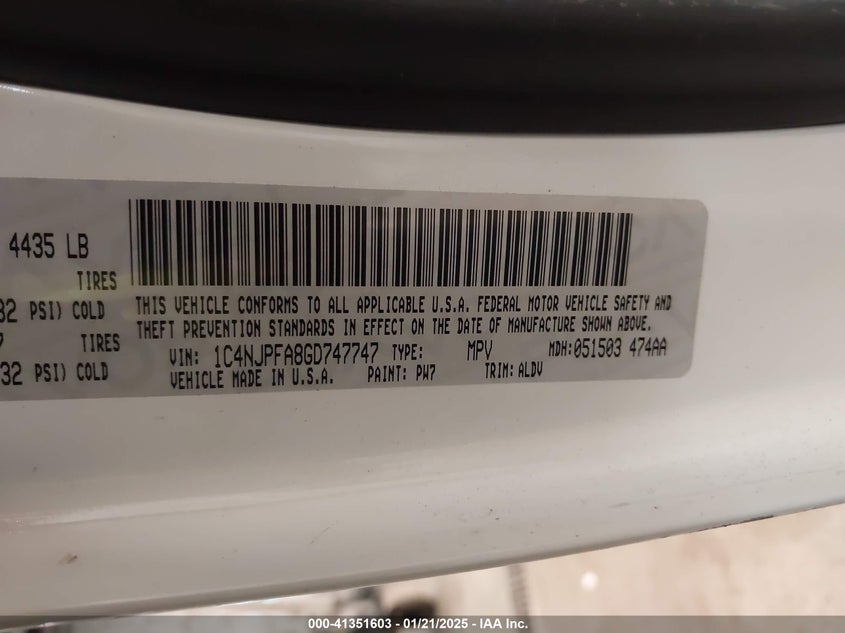 4435 LB
TIRES
32 PSI) COLD
TIRES
32 PSI) COLD
THIS VEHICLE CONFORMS TO ALL APPLICABLE U.S.A. FEDERAL MOTOR VEHICLE SAFETY AND
THEFT PREVENTION STANDARDS IN EFFECT ON THE DATE OF MANUFACTURE SHOWN ABOVE.
VIN: 1C4NJPFA8GD747747 TYPE: MPV MDH:051503 474AA
VEHICLE MADE IN U.S.A. PAINT: PW7 TRIM: ALDV
000-41351603 / 01/21/2025 - IAA Inc.